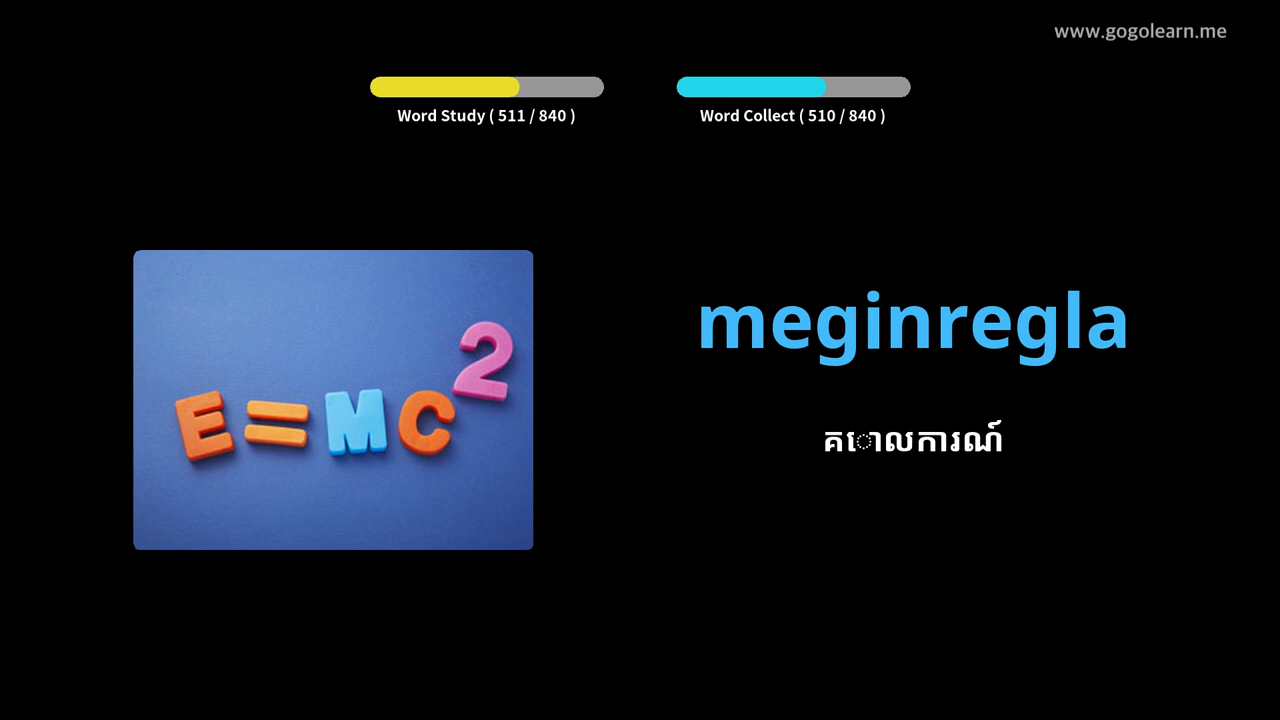 www.gogolearn.me
Word Study ( 511 / 840 )
Word Collect ( 510 / 840 )
E=MC2
meginregla
គោលការណ៍